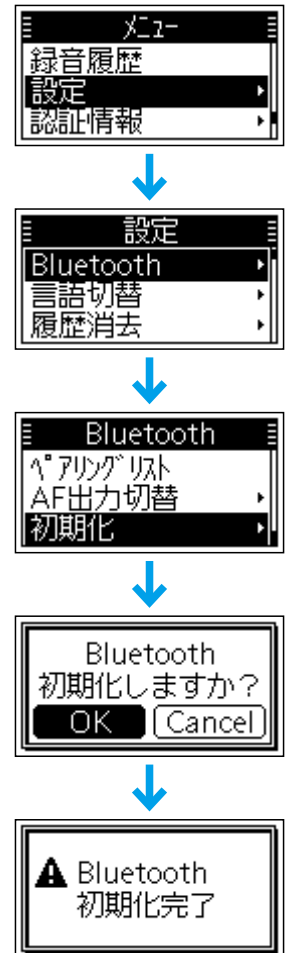 メニュー
録音履歴
設定
認証情報
設定
Bluetooth
言語切替
履歴消去
Bluetooth
ペアリングリスト
AF出力切替
初期化
Bluetooth
初期化しますか？
OK Cancel
Bluetooth
初期化完了